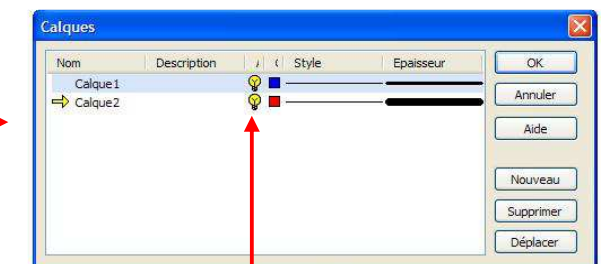 Calques
Nom Description Style Epaisseur
Calque1
Calque2
OK
Annuler
Aide
Nouveau
Supprimer
Déplacer